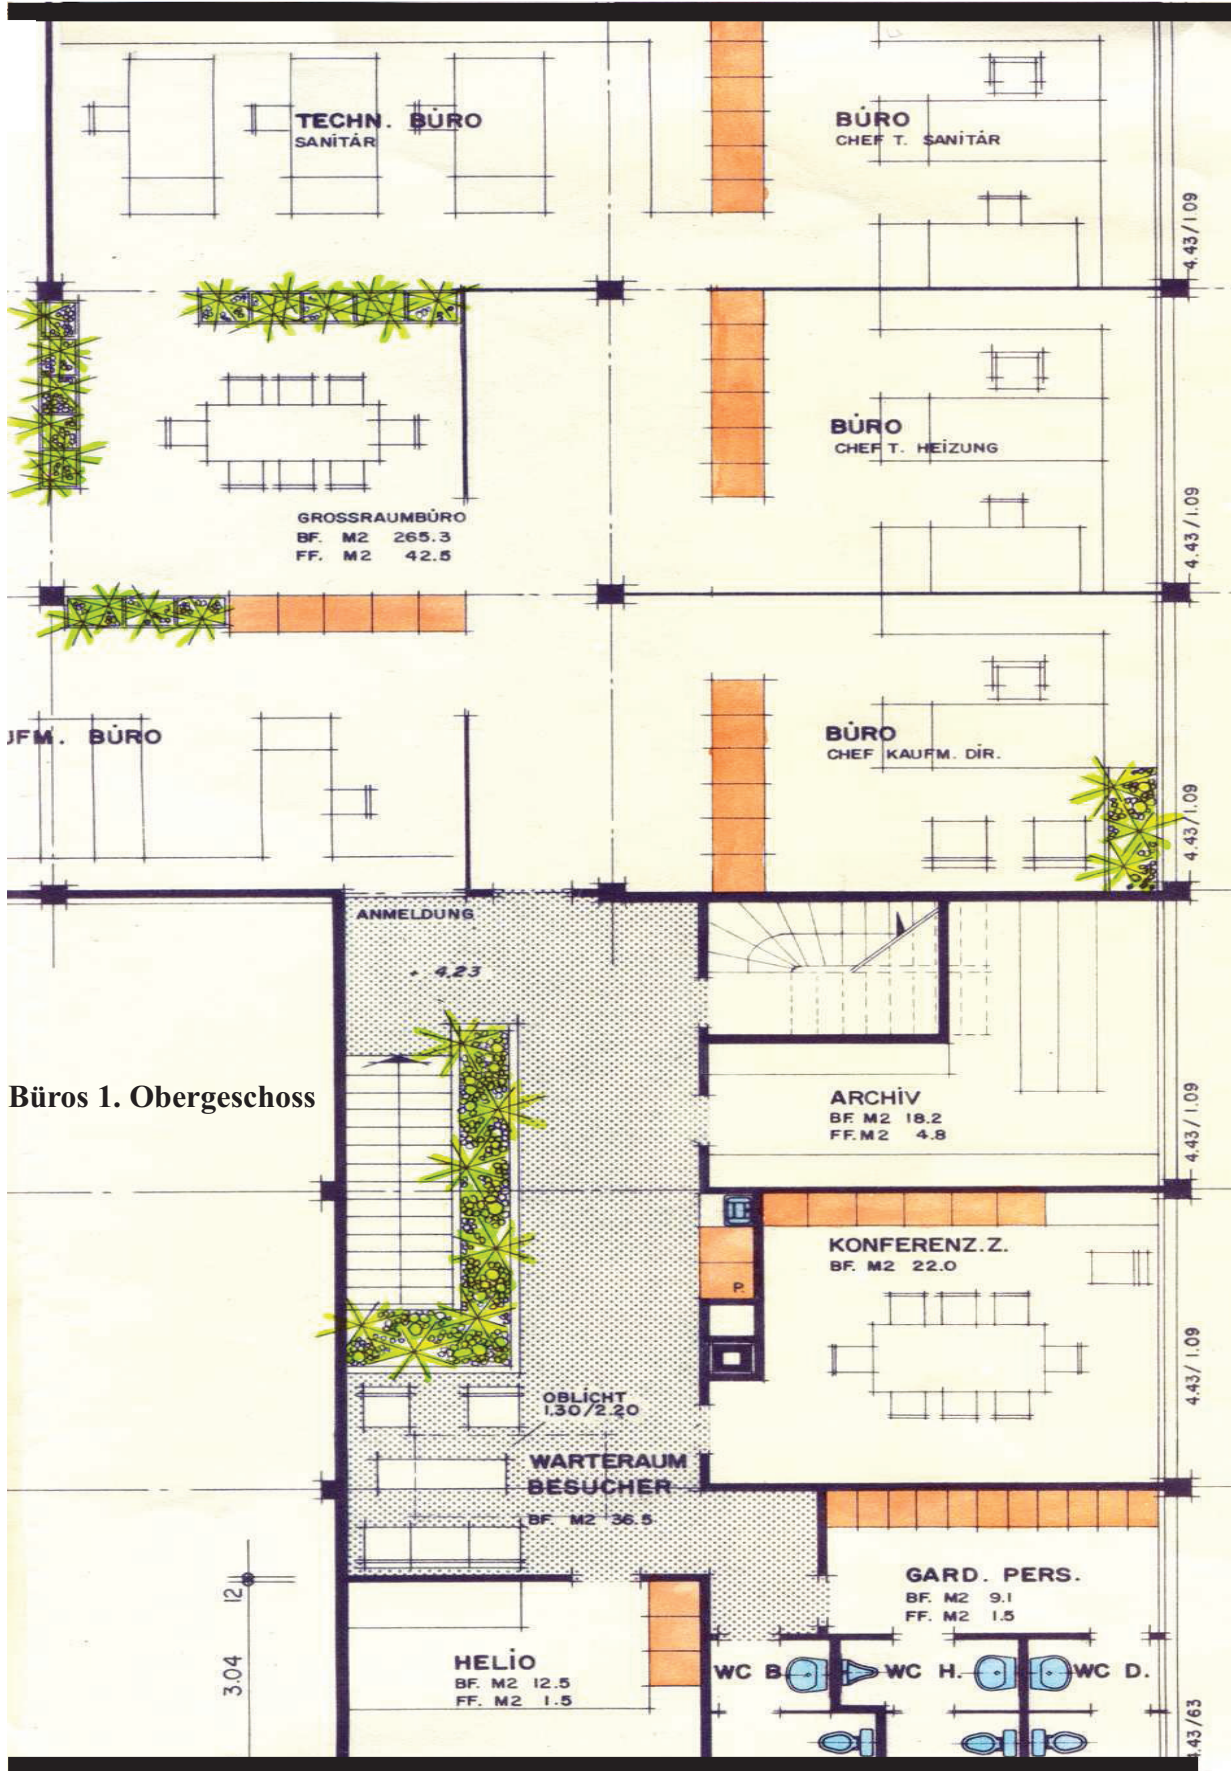 TECHN. BÜRO
SANITÄR
BÜRO
CHEF T. SANITÄR
4.43/1.09
BÜRO
CHEF T. HEIZUNG
GROSSRAUMBÜRO
BF. M2 265.3
FF. M2 42.5
4.43/1.09
UFM. BÜRO
BÜRO
CHEF KAUFM. DIR.
4.43/1.09
ANMELDUNG
+ 4.23
Büros 1. Obergeschoss
ARCHIV
BF. M2 18.2
FF. M2 4.8
4.43/1.09
KONFERENZ.Z.
BF. M2 22.0
P.
4.43/1.09
OBLICHT
1.30/2.20
WARTERAUM
BESUCHER
BF. M2 36.5
GARD. PERS.
BF. M2 9.1
FF. M2 1.5
12
3.04
HELIO
BF. M2 12.5
FF. M2 1.5
WC B.
WC H.
WC D.
4.43/63